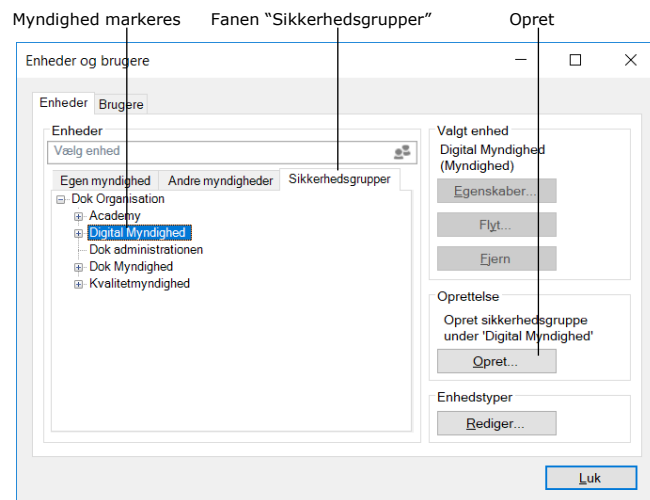 Myndighed markeres Fanen “Sikkerhedsgrupper” Opret
Enheder og brugere
Enheder Brugere
Enheder
Vælg enhed
Egen myndighed Andre myndigheder Sikkerhedsgrupper
Dok Organisation
Academy
Digital Myndighed
Dok administrationen
Dok Myndighed
Kvalitetmyndighed
Valgt enhed
Digital Myndighed
(Myndighed)
Egenskaber...
Flyt...
Fjern
Oprettelse
Opret sikkerhedsgruppe
under 'Digital Myndighed'
Opret...
Enhedstyper
Rediger...
Luk